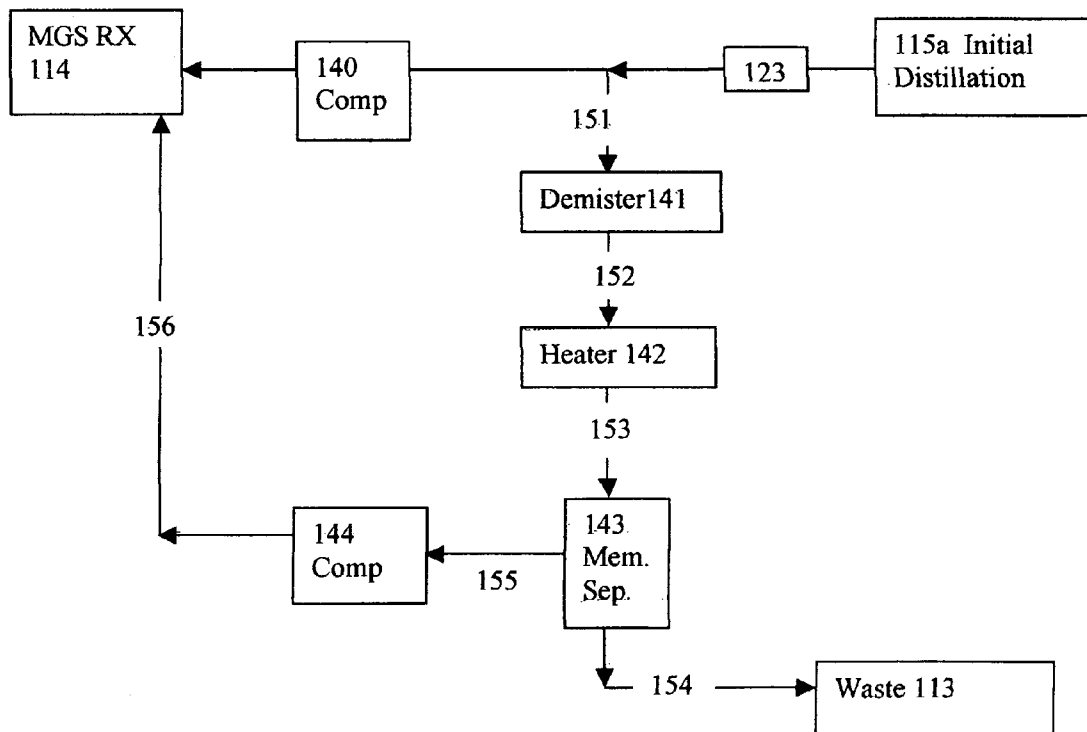 MGS RX
114
140
Comp
123
115a Initial
Distillation
151
Demister141
152
Heater 142
156
153
144
Comp
155
143
Mem.
Sep.
154
Waste 113